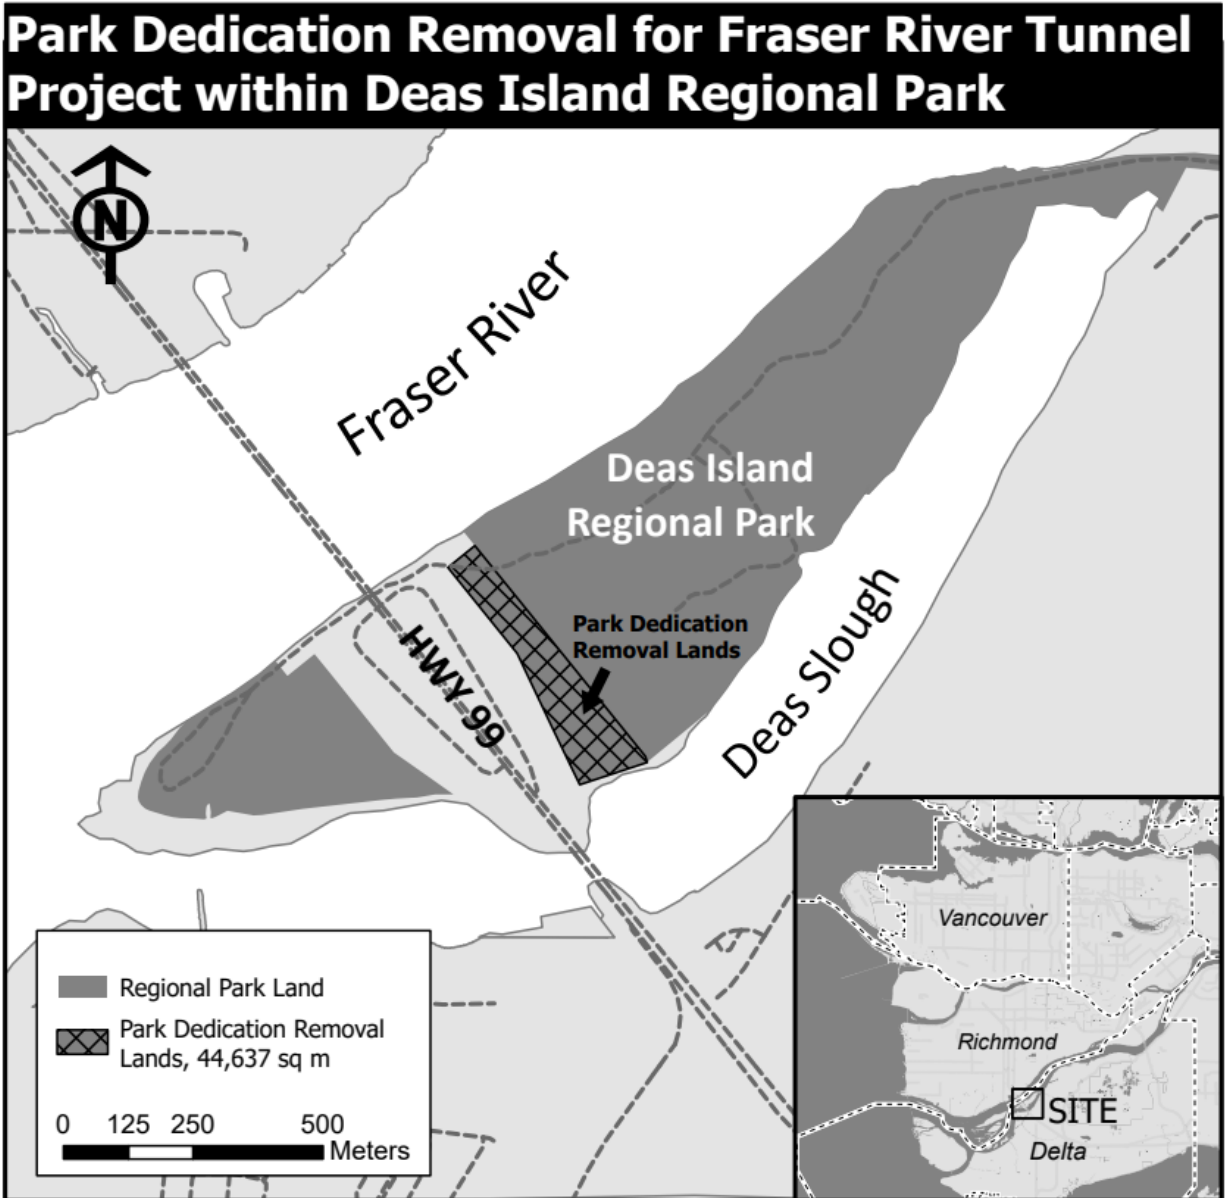 Park Dedication Removal for Fraser River Tunnel
Project within Deas Island Regional Park
N
Fraser River
Deas Island
Regional Park
Park Dedication
Removal Lands
HWY 99
Deas Slough
Regional Park Land
Park Dedication Removal
Lands, 44,637 sq m
0 125 250 500
Meters
Vancouver
Richmond
SITE
Delta